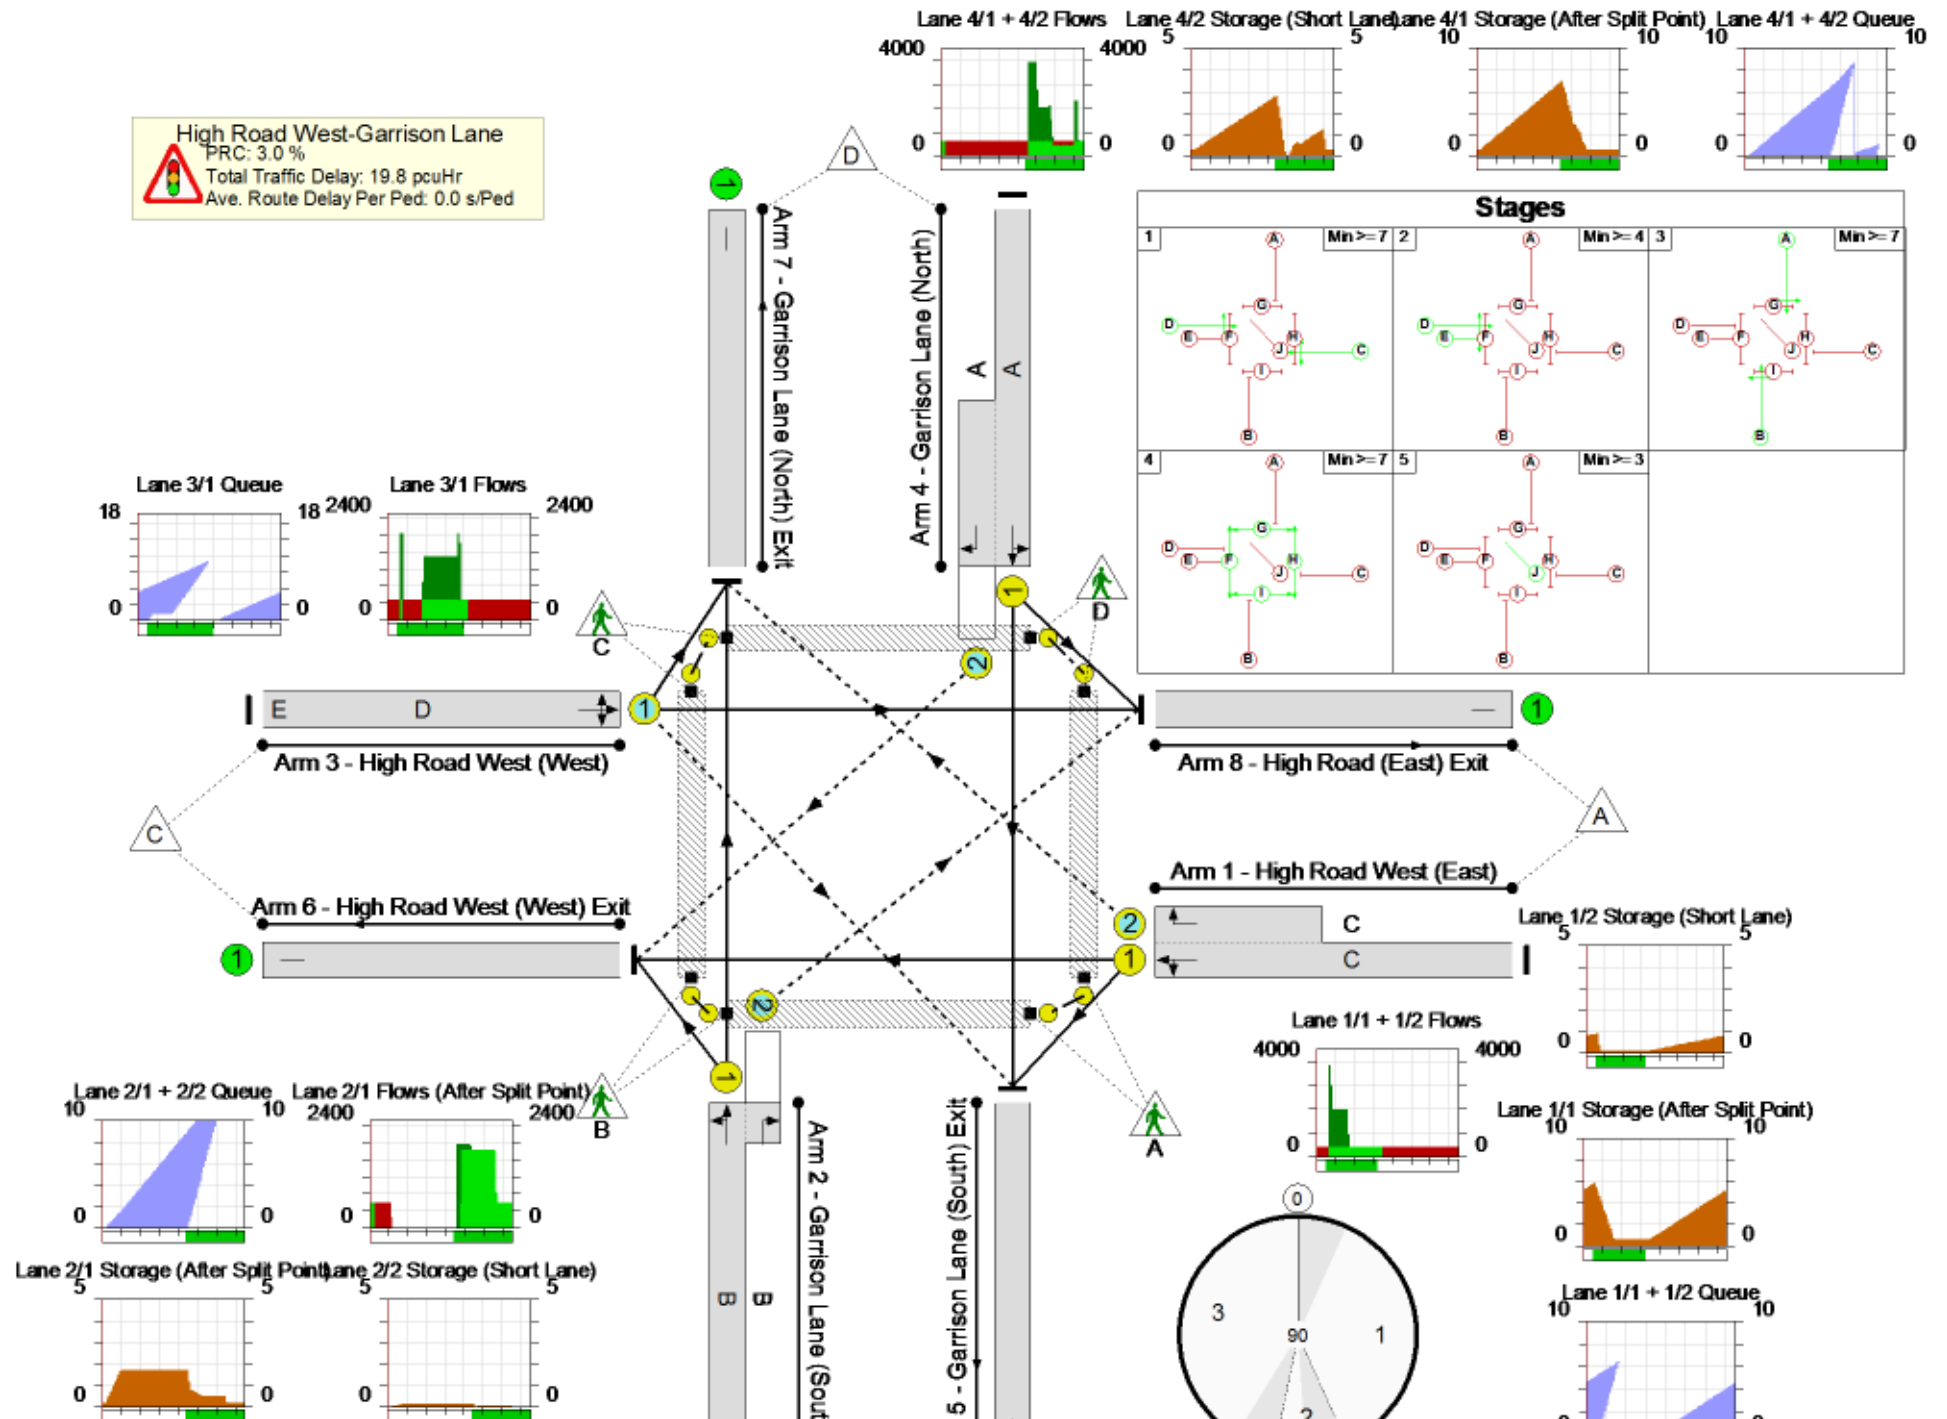 Lane 4/1 + 4/2 Flows
4000
4000
0
0
Lane 4/2 Storage (Short Lane)
5
5
0
0
Lane 4/1 Storage (After Split Point)
10
10
0
0
Lane 4/1 + 4/2 Queue
10
10
0
0
High Road West-Garrison Lane
PRC: 3.0 %
Total Traffic Delay: 19.8 pcuHr
Ave. Route Delay Per Ped: 0.0 s/Ped
D
1
Arm 7 - Garrison Lane (North) Exit
Arm 4 - Garrison Lane (North)
A
A
Stages
1
Min >= 7
A
G
D
E
F
H
J
C
I
B
2
Min >= 4
A
G
D
E
F
H
J
C
I
B
3
Min >= 7
A
G
D
E
F
H
J
C
I
B
4
Min >= 7
A
G
D
E
F
H
J
C
I
B
5
Min >= 3
A
G
D
E
F
H
J
C
I
B
Lane 3/1 Queue
18
18
0
0
Lane 3/1 Flows
2400
2400
0
0
C
1
D
2
E
D
1
1
Arm 3 - High Road West (West)
Arm 8 - High Road (East) Exit
C
A
Arm 6 - High Road West (West) Exit
1
Arm 1 - High Road West (East)
2
C
1
C
Lane 1/2 Storage (Short Lane)
5
5
0
0
2
1
Lane 1/1 + 1/2 Flows
4000
4000
0
0
Lane 2/1 + 2/2 Queue
10
10
0
0
Lane 2/1 Flows (After Split Point)
2400
2400
0
0
B
A
Lane 1/1 Storage (After Split Point)
10
10
0
0
Arm 2 - Garrison Lane (Sout
5 - Garrison Lane (South) Exit
B
B
Lane 2/1 Storage (After Split Point)
5
5
0
0
Lane 2/2 Storage (Short Lane)
5
5
0
0
0
3
90
1
2
Lane 1/1 + 1/2 Queue
10
10